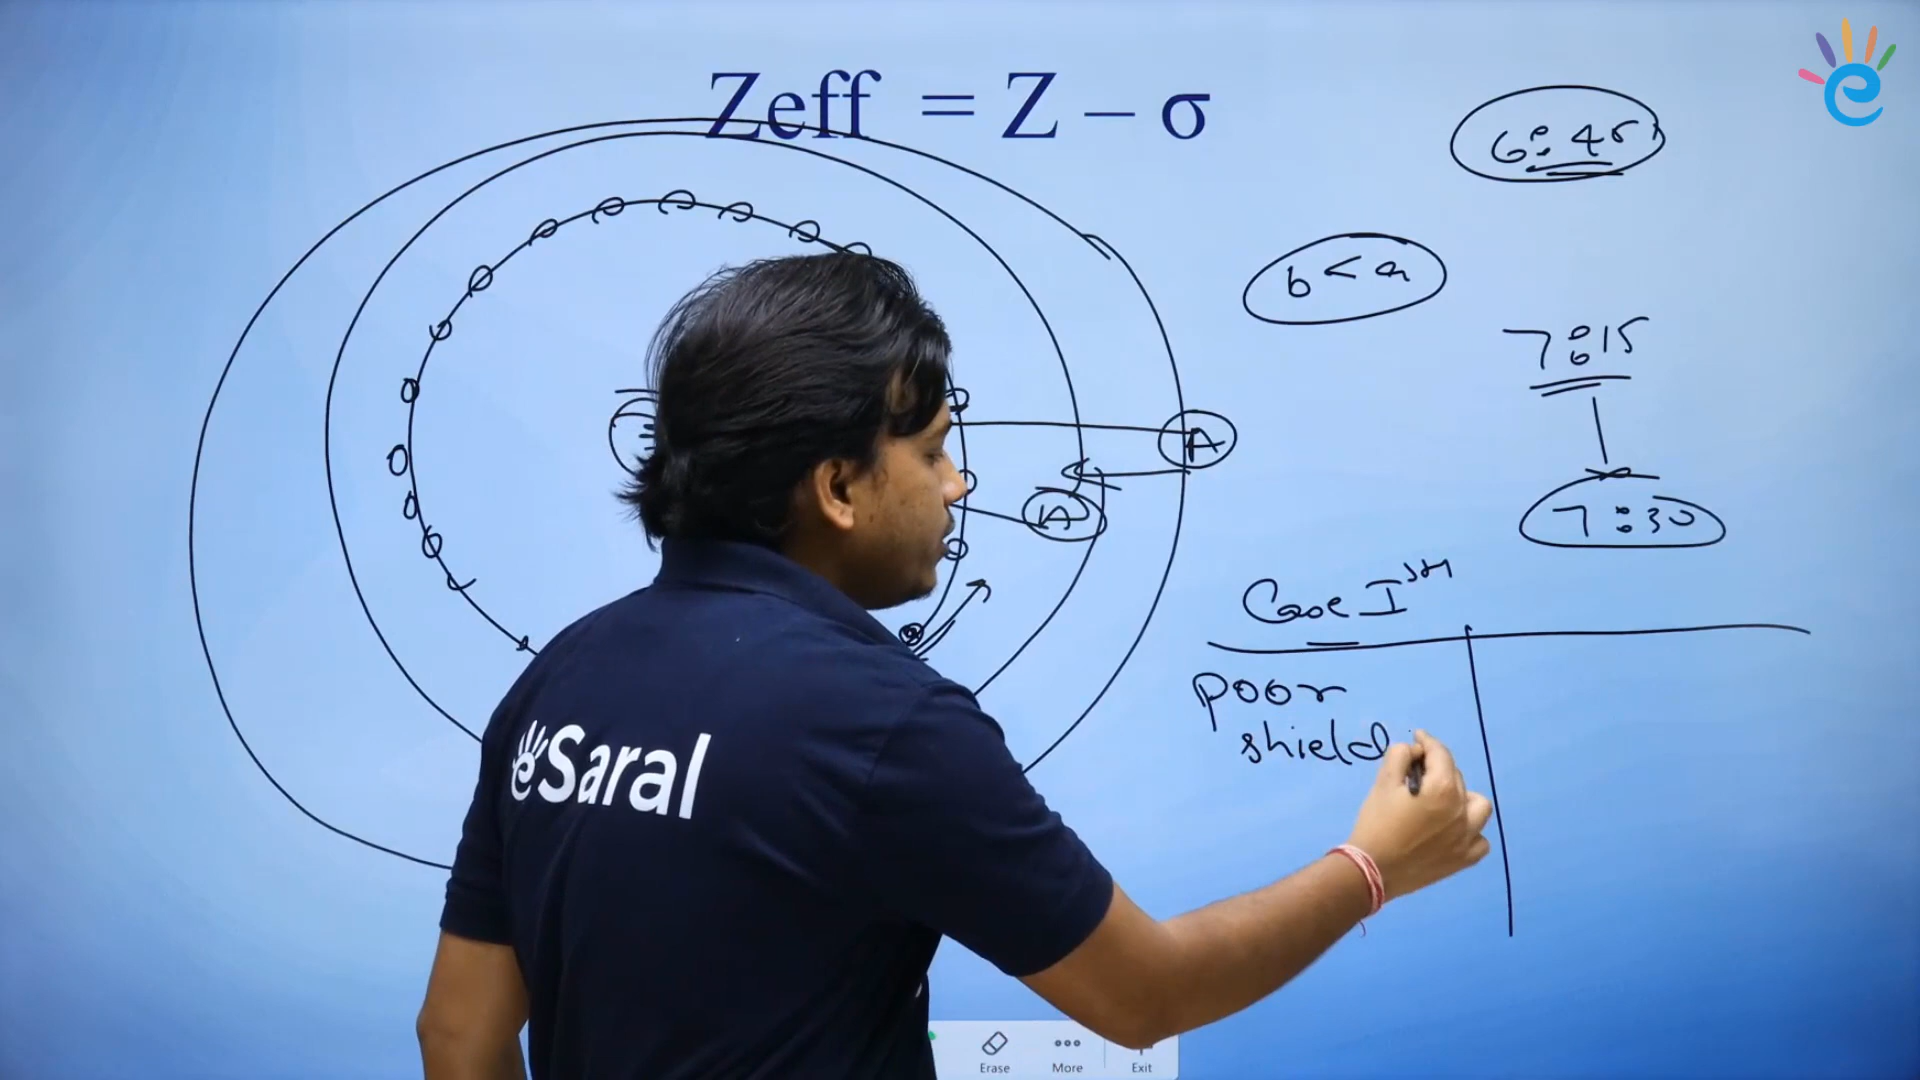 Zeff = Z – σ
6:45
b < a
7:15
A
A
7:30
Case I
poor
shield
eSaral
Erase
More
Exit